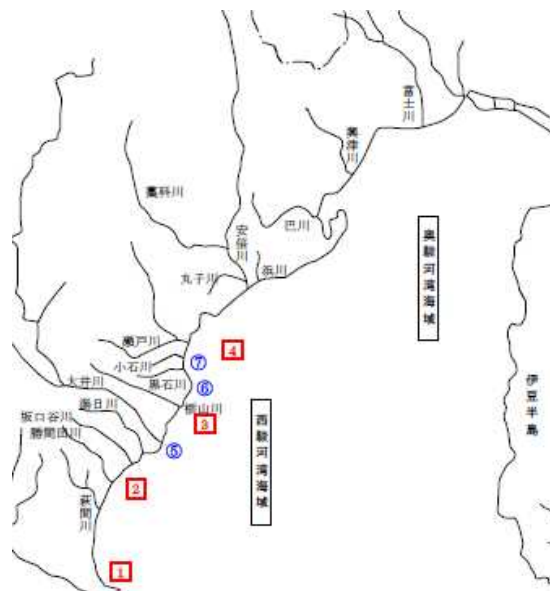 富士川
興津川
藁科川
安倍川
巴川
丸子川
浜川
奥駿河湾海域
瀬戸川
4
小石川
⑦
黒石川
⑥
大井川
栃山川
湯日川
3
坂口谷川
勝間田川
⑤
西駿河湾海域
伊豆半島
2
萩間川
1